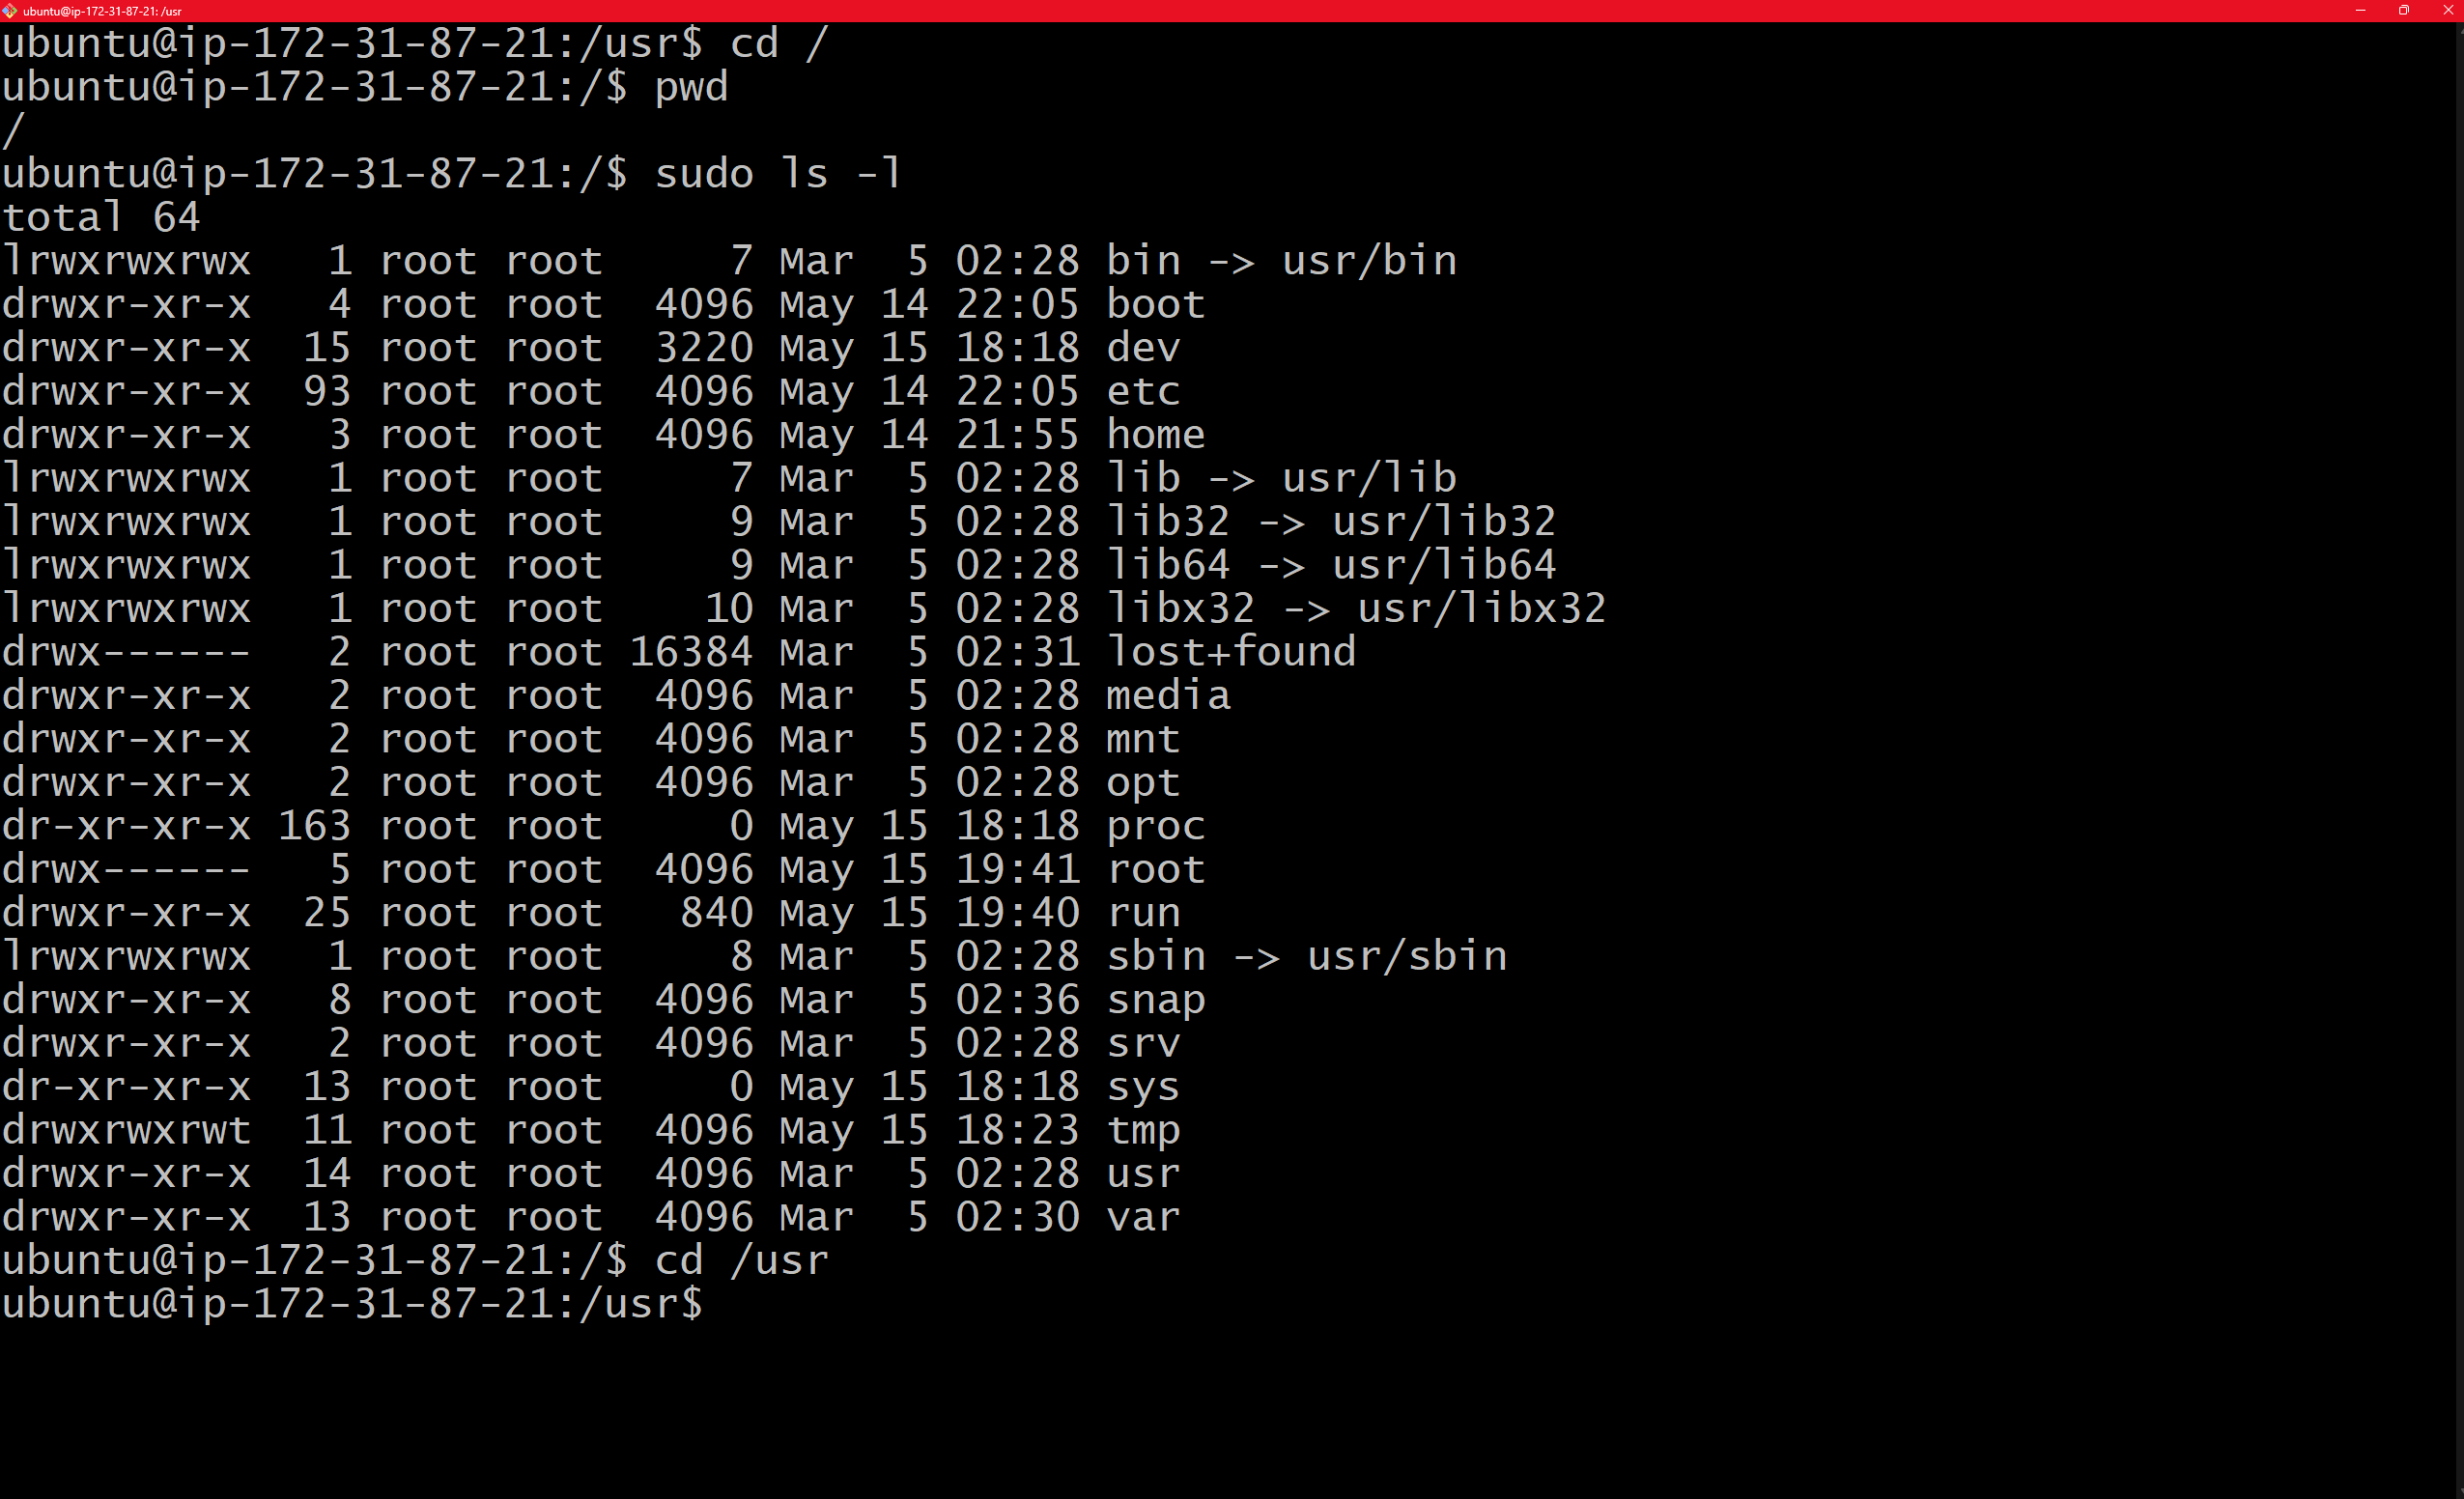 ubuntu@ip-172-31-87-21: /usr
ubuntu@ip-172-31-87-21:/usr$ cd /
ubuntu@ip-172-31-87-21:/$ pwd
/
ubuntu@ip-172-31-87-21:/$ sudo ls -l
total 64
lrwxrwxrwx   1 root root     7 Mar  5 02:28 bin -> usr/bin
drwxr-xr-x   4 root root  4096 May 14 22:05 boot
drwxr-xr-x  15 root root  3220 May 15 18:18 dev
drwxr-xr-x  93 root root  4096 May 14 22:05 etc
drwxr-xr-x   3 root root  4096 May 14 21:55 home
lrwxrwxrwx   1 root root     7 Mar  5 02:28 lib -> usr/lib
lrwxrwxrwx   1 root root     9 Mar  5 02:28 lib32 -> usr/lib32
lrwxrwxrwx   1 root root     9 Mar  5 02:28 lib64 -> usr/lib64
lrwxrwxrwx   1 root root    10 Mar  5 02:28 libx32 -> usr/libx32
drwx------   2 root root 16384 Mar  5 02:31 lost+found
drwxr-xr-x   2 root root  4096 Mar  5 02:28 media
drwxr-xr-x   2 root root  4096 Mar  5 02:28 mnt
drwxr-xr-x   2 root root  4096 Mar  5 02:28 opt
dr-xr-xr-x 163 root root     0 May 15 18:18 proc
drwx------   5 root root  4096 May 15 19:41 root
drwxr-xr-x  25 root root   840 May 15 19:40 run
lrwxrwxrwx   1 root root     8 Mar  5 02:28 sbin -> usr/sbin
drwxr-xr-x   8 root root  4096 Mar  5 02:36 snap
drwxr-xr-x   2 root root  4096 Mar  5 02:28 srv
dr-xr-xr-x  13 root root     0 May 15 18:18 sys
drwxrwxrwt  11 root root  4096 May 15 18:23 tmp
drwxr-xr-x  14 root root  4096 Mar  5 02:28 usr
drwxr-xr-x  13 root root  4096 Mar  5 02:30 var
ubuntu@ip-172-31-87-21:/$ cd /usr
ubuntu@ip-172-31-87-21:/usr$